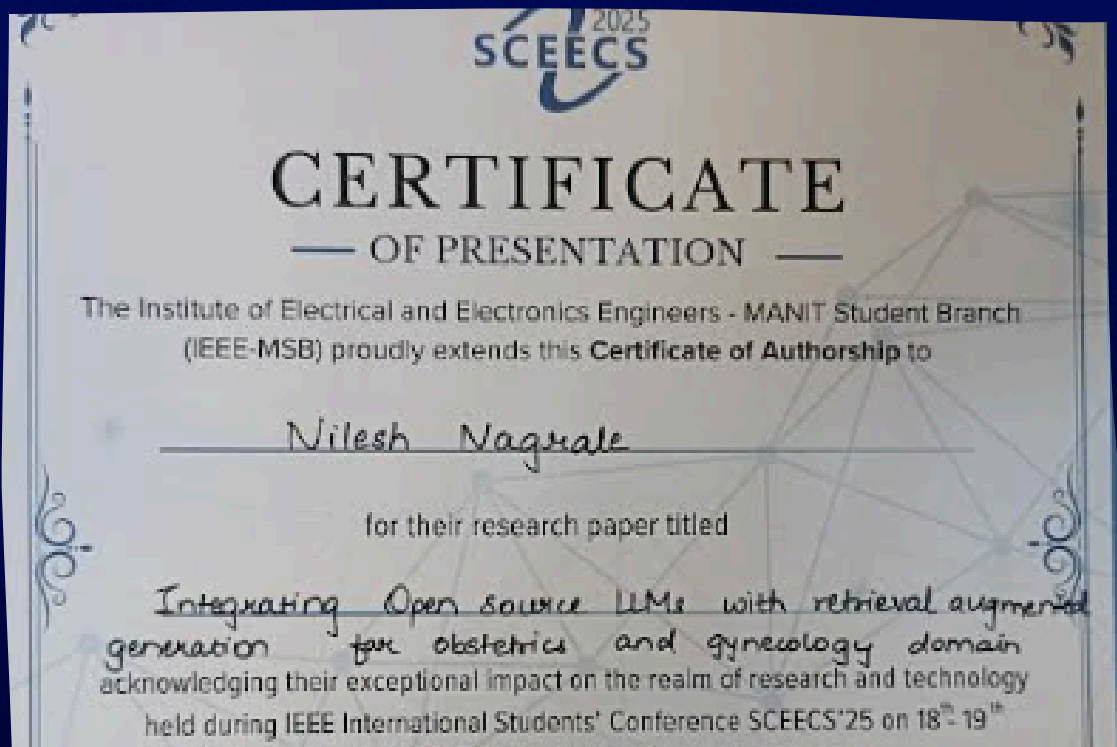 2025
SCEECS
CERTIFICATE
OF PRESENTATION
The Institute of Electrical and Electronics Engineers - MANIT Student Branch
(IEEE-MSB) proudly extends this Certificate of Authorship to
Nilesh Nagrale
for their research paper titled
Integrating Open source LLMs with retrieval augmented
generation for obstetrics and gynecology domain
acknowledging their exceptional impact on the realm of research and technology
held during IEEE International Students' Conference SCEECS'25 on 18th- 19th